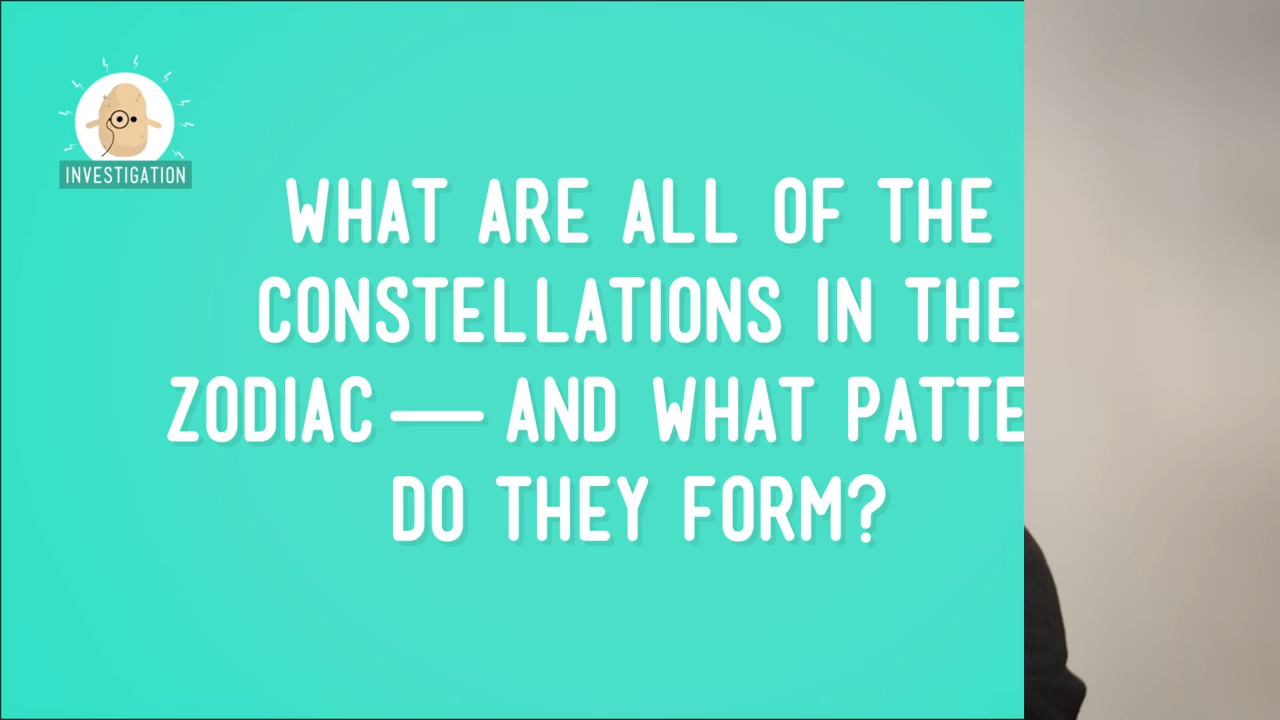 INVESTIGATION
WHAT ARE ALL OF THE
CONSTELLATIONS IN THE
ZODIAC — AND WHAT PATTE
DO THEY FORM?